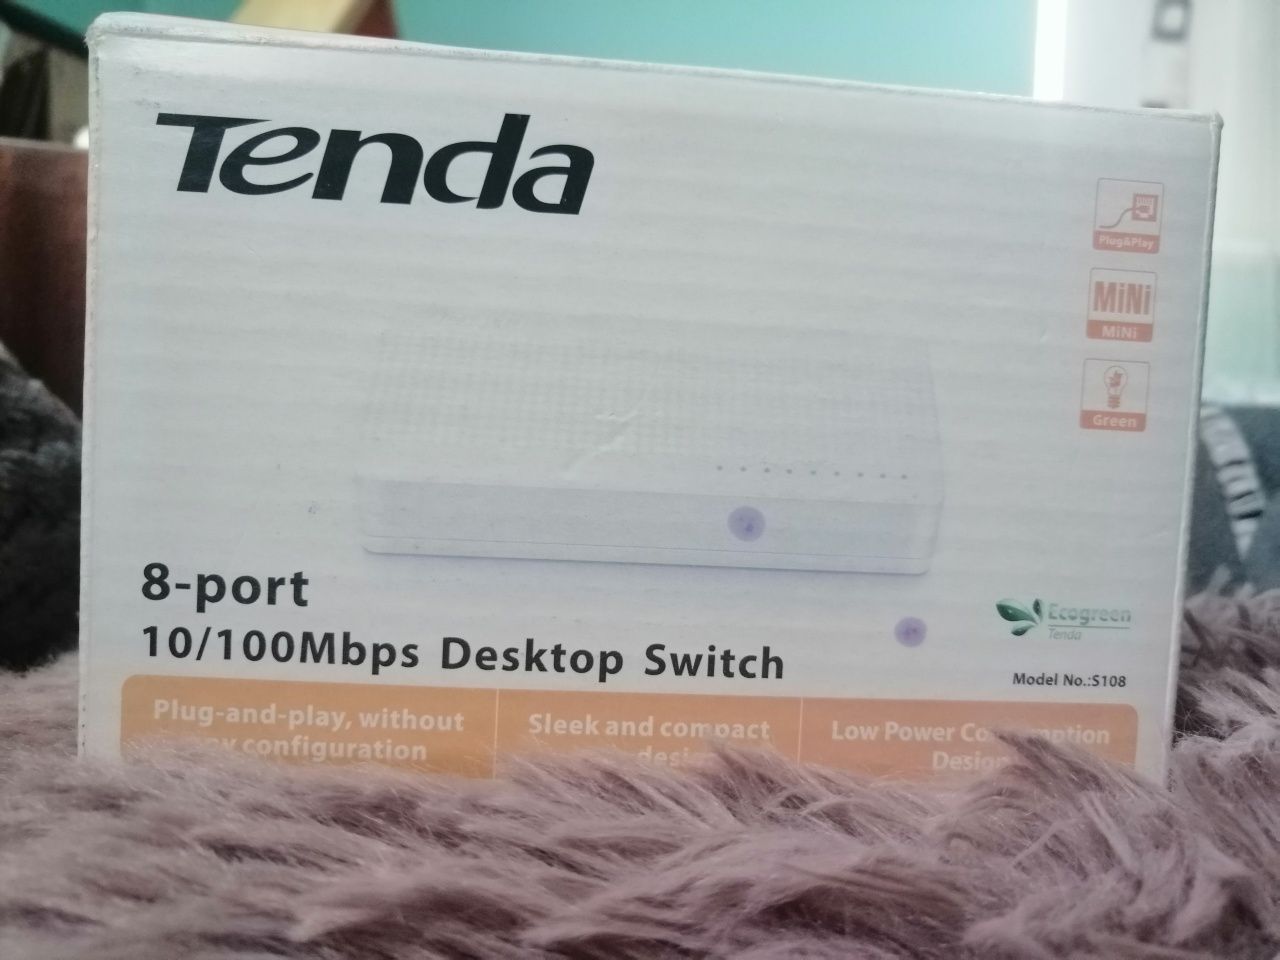 Tenda
Plug&Play
MiNi
MiNi
Green
8-port
10/100Mbps Desktop Switch
Ecogreen
Tenda
Model No.:S108
Plug-and-play, without
configuration
Sleek and compact
Low Power
Design